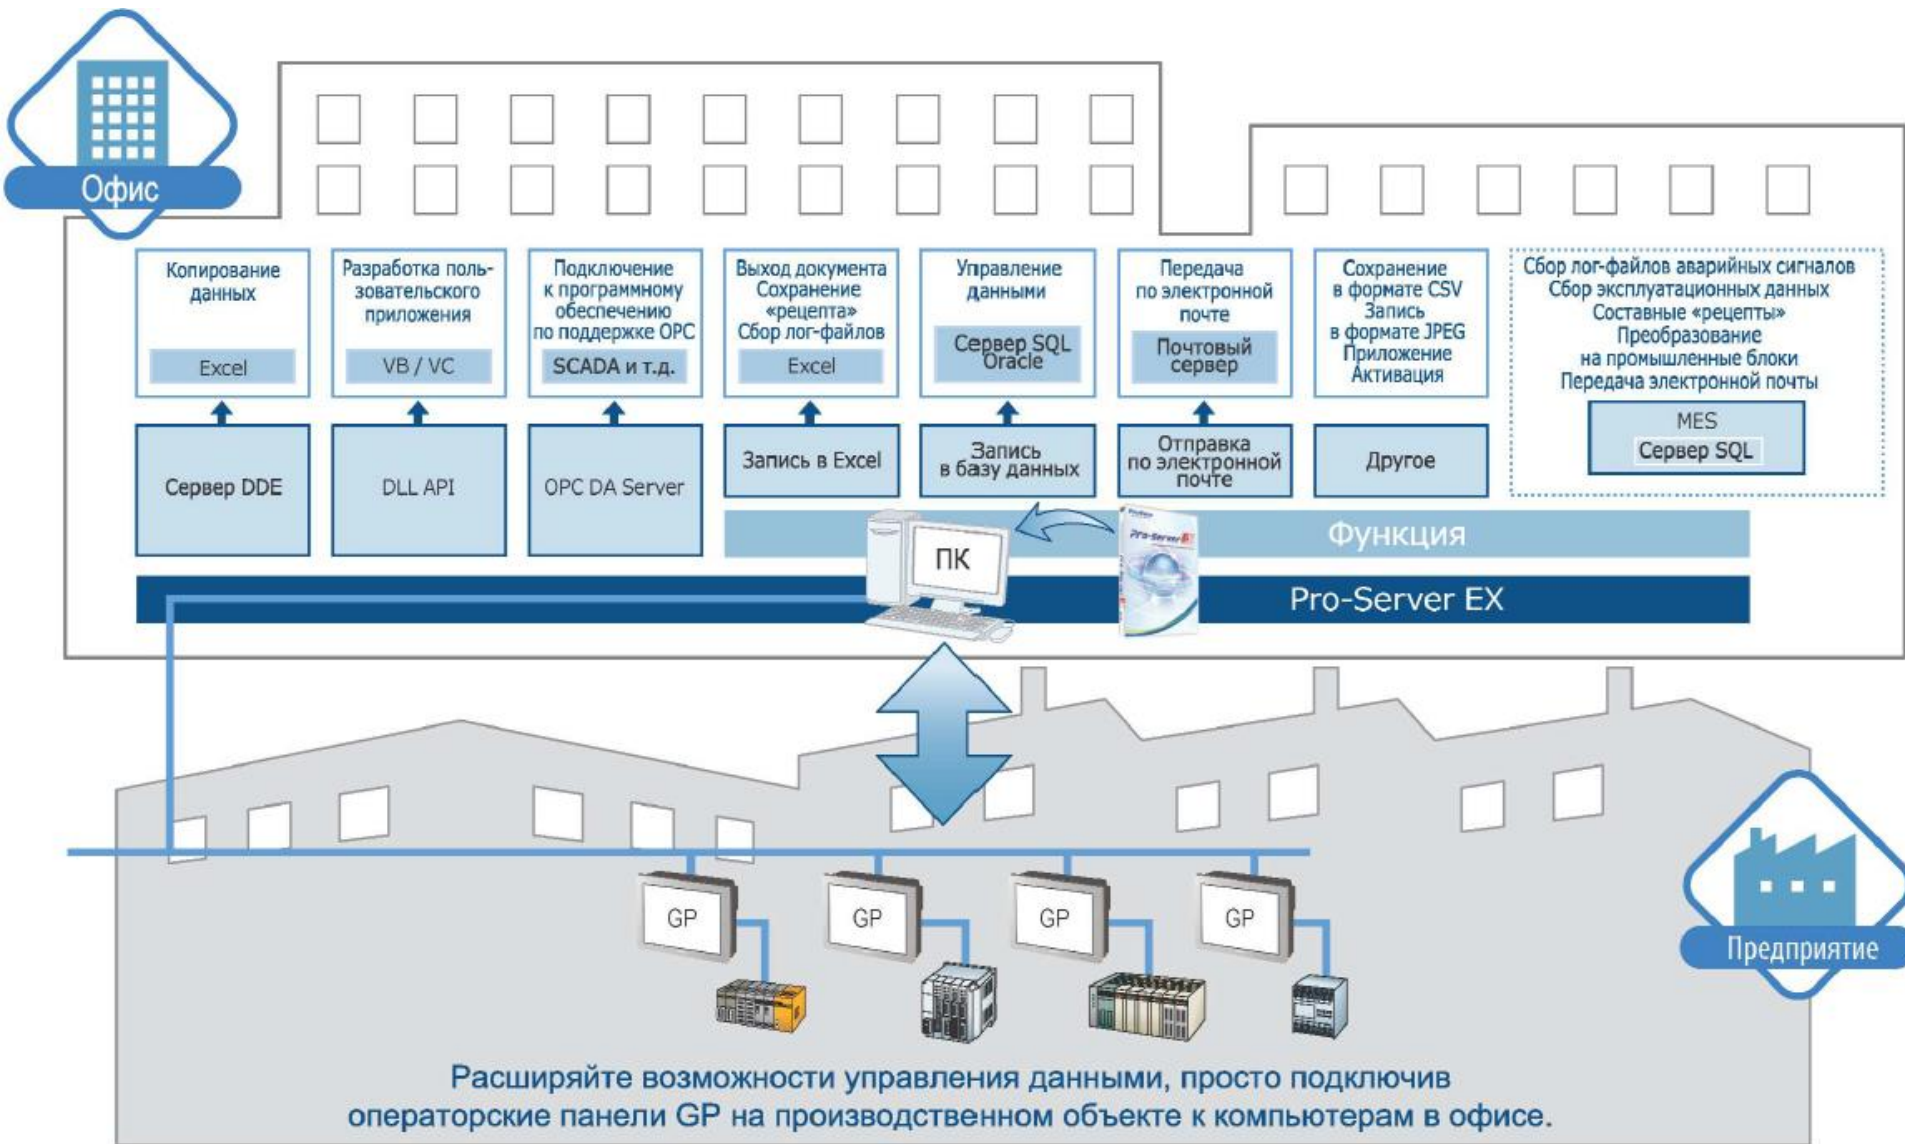 Офис
Копирование
данных
Excel
Разработка поль-
зовательского
приложения
VB / VC
Подключение
к программному
обеспечению
по поддержке OPC
SCADA и т.д.
Выход документа
Сохранение
«рецепта»
Сбор лог-файлов
Excel
Управление
данными
Сервер SQL
Oracle
Передача
по электронной
почте
Почтовый
сервер
Сохранение
в формате CSV
Запись
в формате JPEG
Приложение
Активация
Сбор лог-файлов аварийных сигналов
Сбор эксплуатационных данных
Составные «рецепты»
Преобразование
на промышленные блоки
Передача электронной почты
MES
Сервер SQL
Сервер DDE
DLL API
OPC DA Server
Запись в Excel
Запись
в базу данных
Отправка
по электронной
почте
Другое
Функция
ПК
Pro-Server EX
Pro-Server EX
GP
GP
GP
GP
Предприятие
Расширяйте возможности управления данными, просто подключив
операторские панели GP на производственном объекте к компьютерам в офисе.